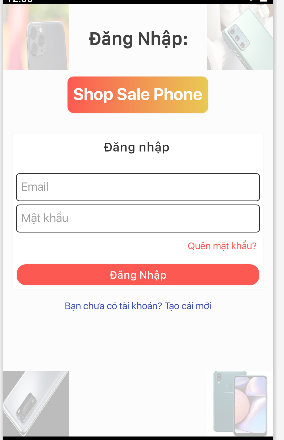 Đăng Nhập:
Shop Sale Phone
Đăng nhập
Email
Mật khẩu
Quên mật khẩu?
Đăng Nhập
Bạn chưa có tài khoản? Tạo cái mới